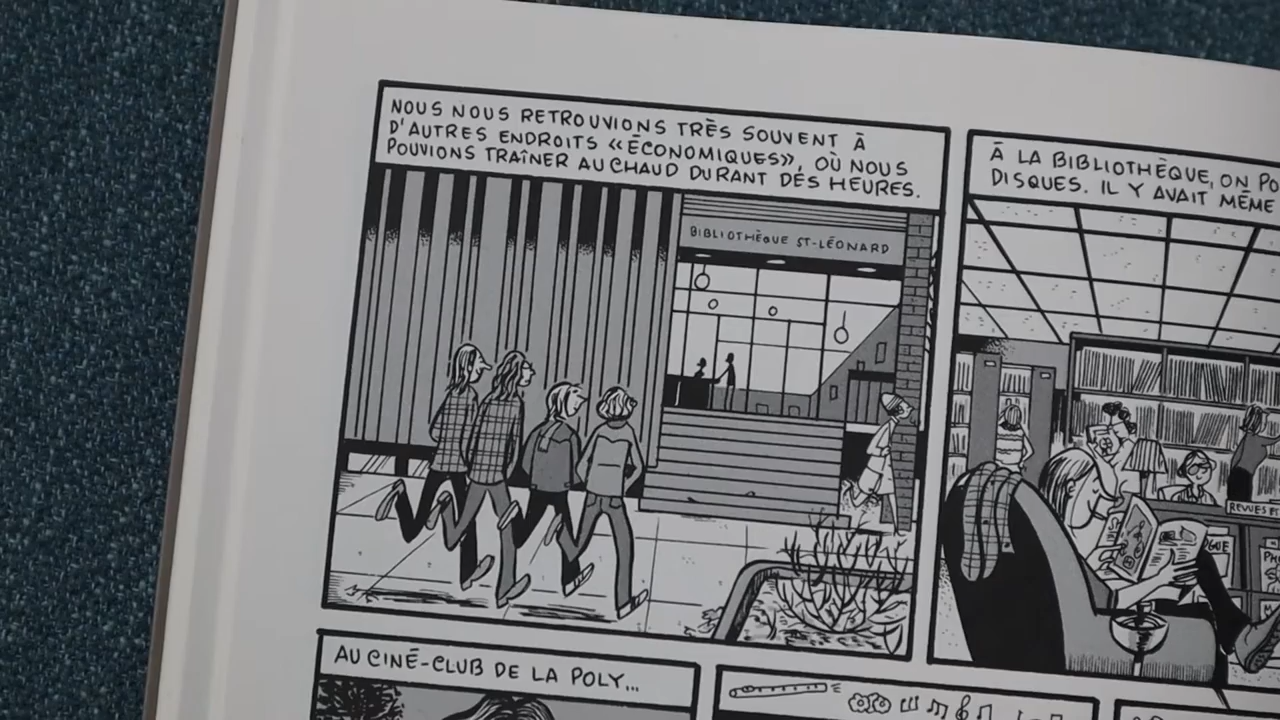 NOUS NOUS RETROUVIONS TRÈS SOUVENT À
D'AUTRES ENDROITS «ÉCONOMIQUES», OÙ NOUS
POUVIONS TRAÎNER AU CHAUD DURANT DES HEURES.
BIBLIOTHÈQUE ST-LÉONARD
À LA BIBLIOTHÈQUE, ON PO
DISQUES. IL Y AVAIT MÊME
REVUES ET
AU CINÉ-CLUB DE LA POLY...